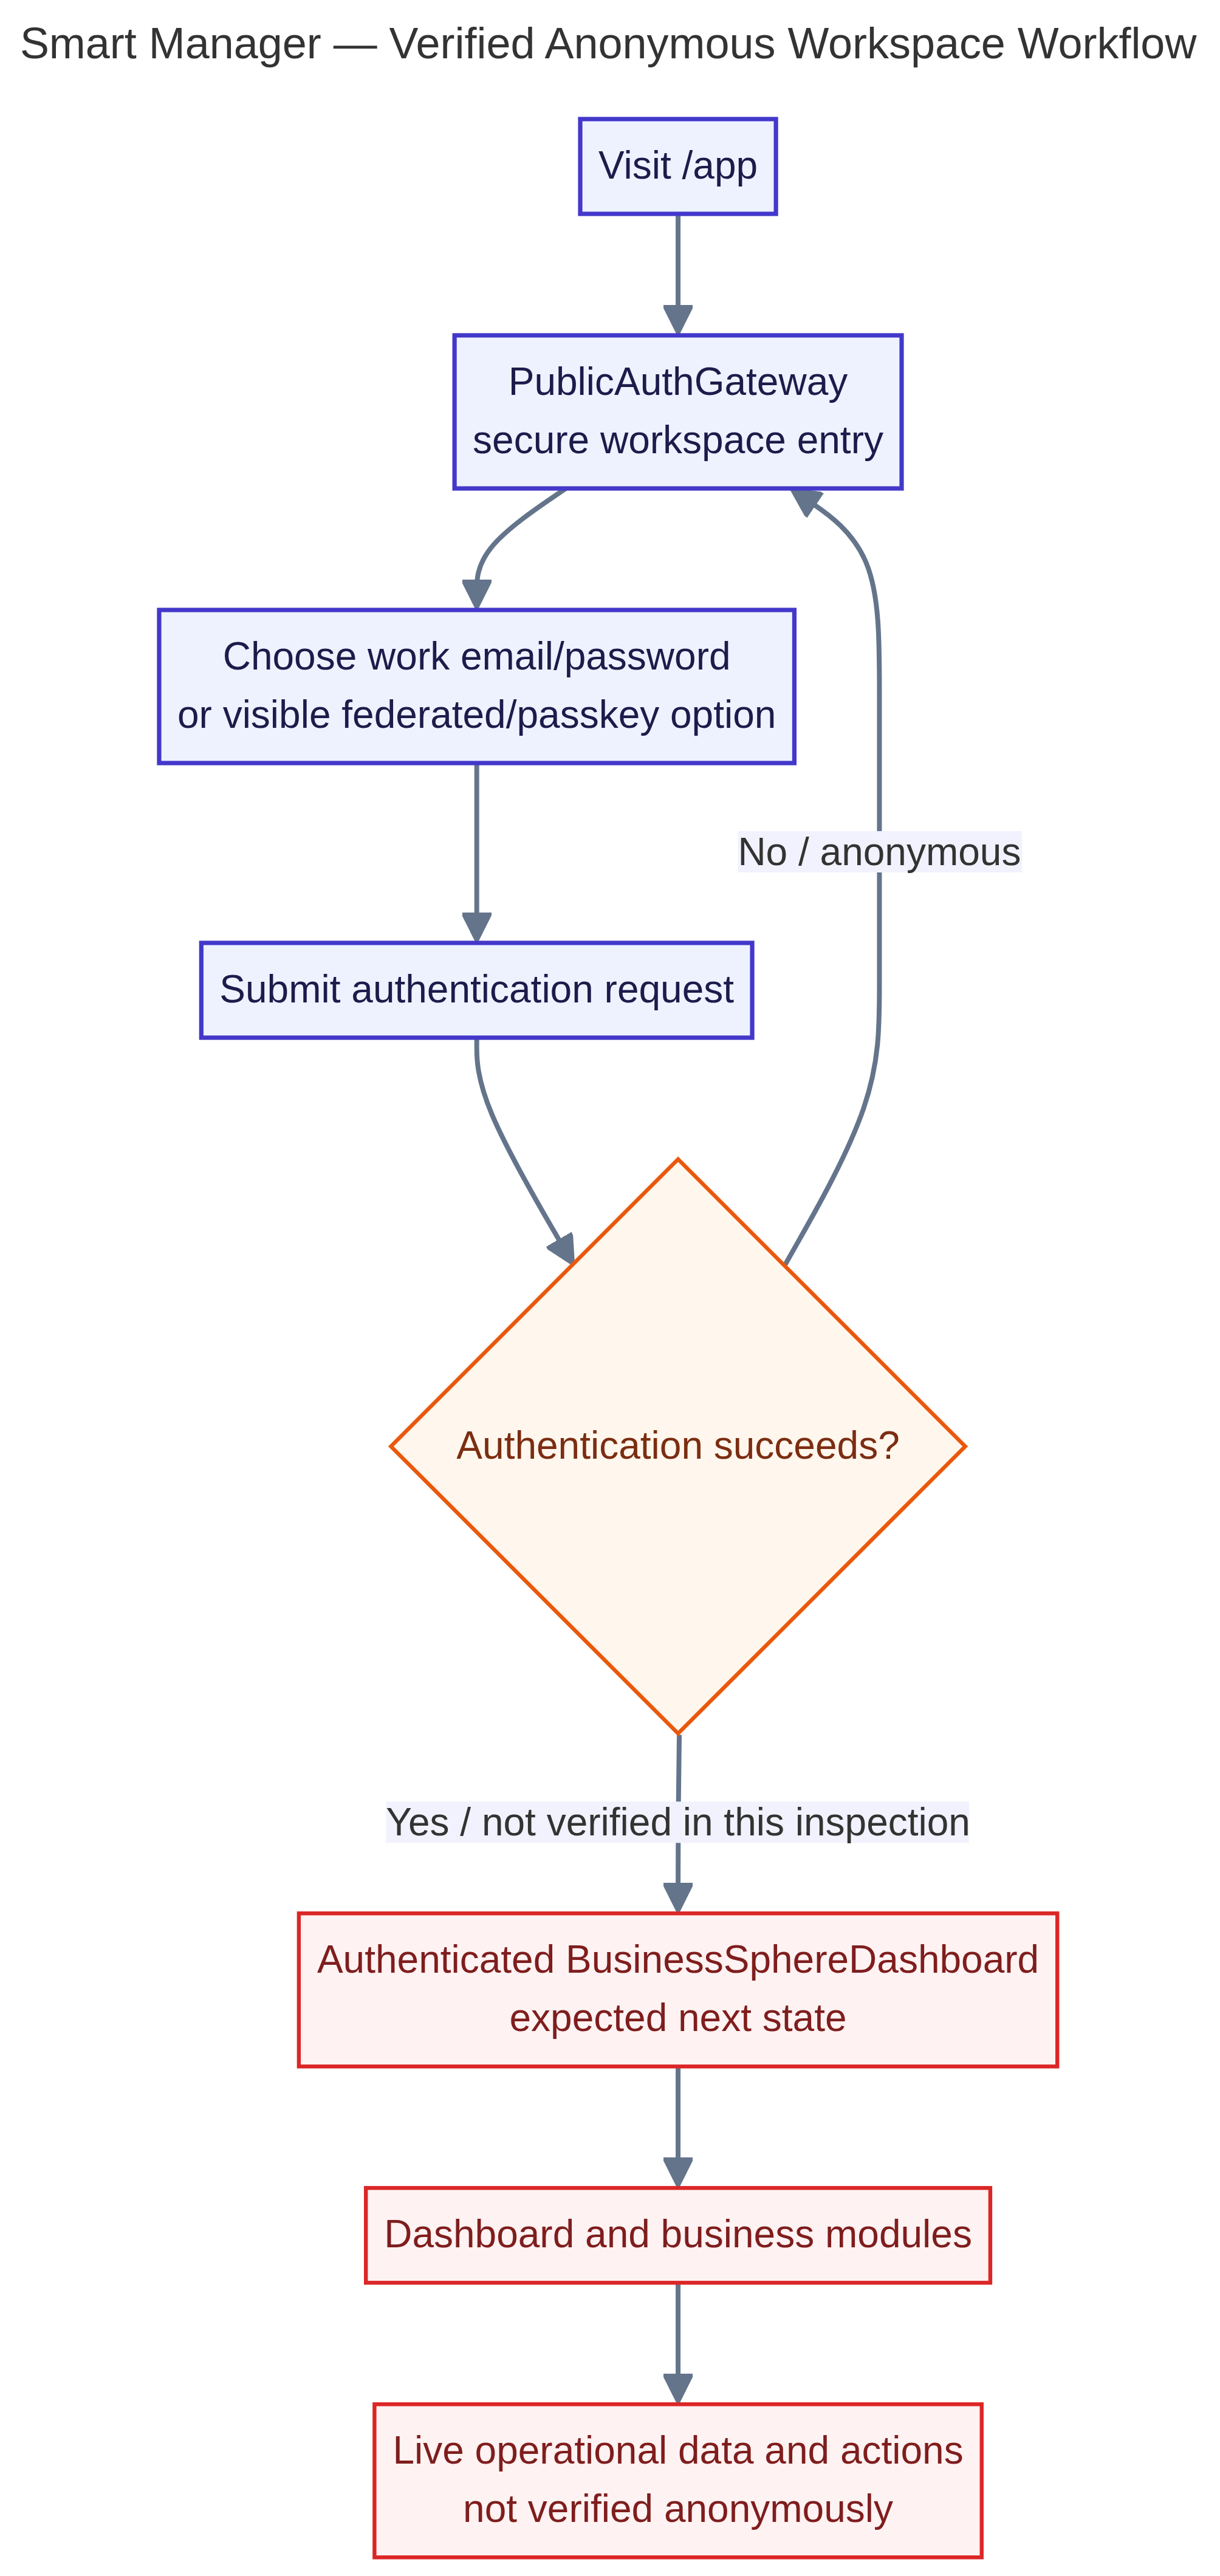 Smart Manager — Verified Anonymous Workspace Workflow
Visit /app
PublicAuthGateway
secure workspace entry
Choose work email/password
or visible federated/passkey option
No / anonymous
Submit authentication request
Authentication succeeds?
Yes / not verified in this inspection
Authenticated BusinessSphereDashboard
expected next state
Dashboard and business modules
Live operational data and actions
not verified anonymously